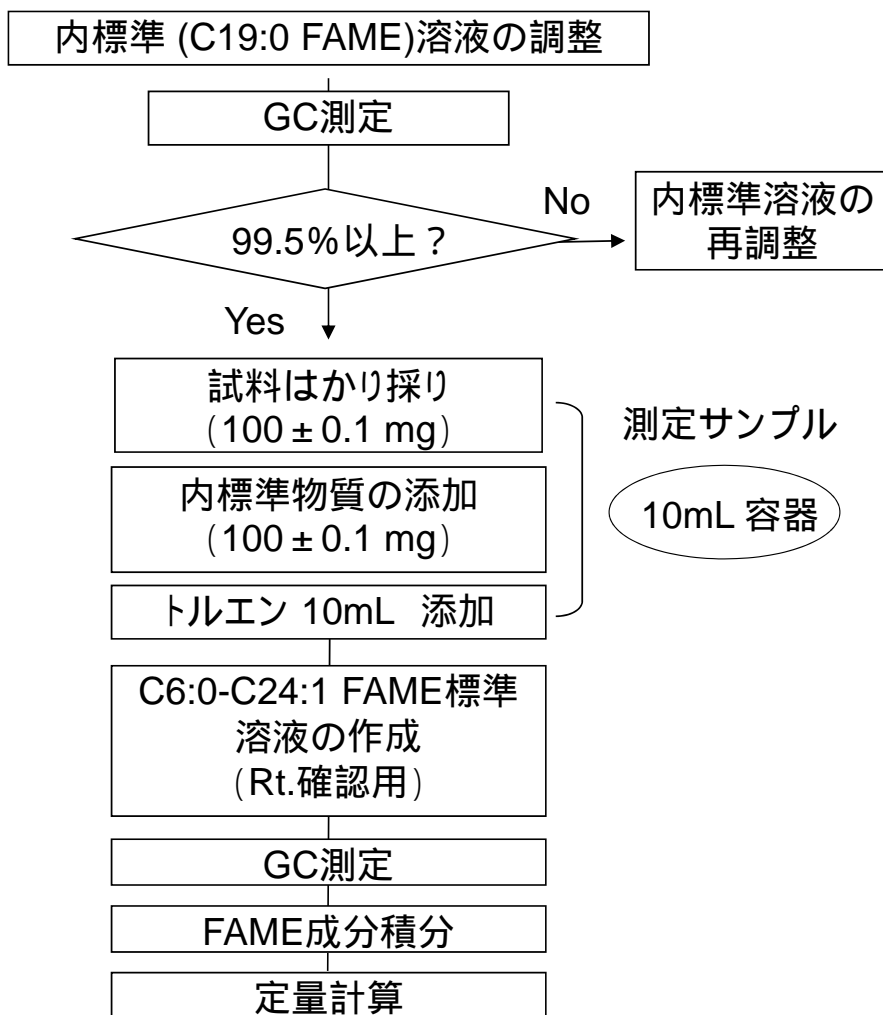 内標準 (C19:0 FAME)溶液の調整
GC測定
99.5%以上？
No
内標準溶液の
再調整
Yes
試料はかり採り
(100 ± 0.1 mg)
内標準物質の添加
(100 ± 0.1 mg)
トルエン 10mL 添加
測定サンプル
10mL 容器
C6:0-C24:1 FAME標準
溶液の作成
(Rt.確認用)
GC測定
FAME成分積分
定量計算